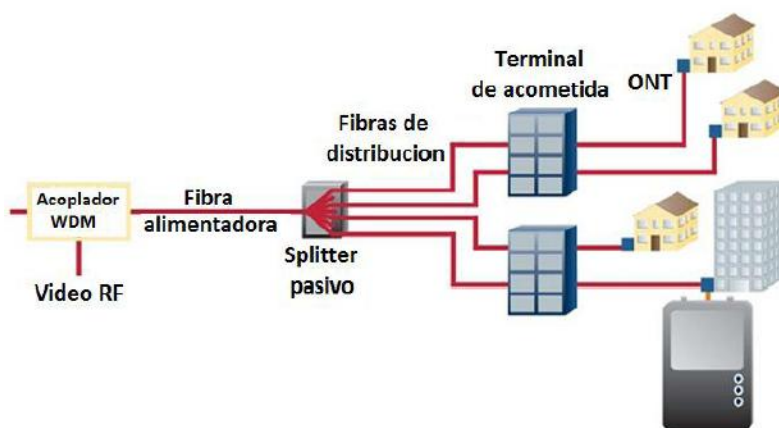 Acoplador
WDM
Video RF
Fibra
alimentadora
Splitter
pasivo
Fibras de
distribucion
Terminal
de acometida
ONT